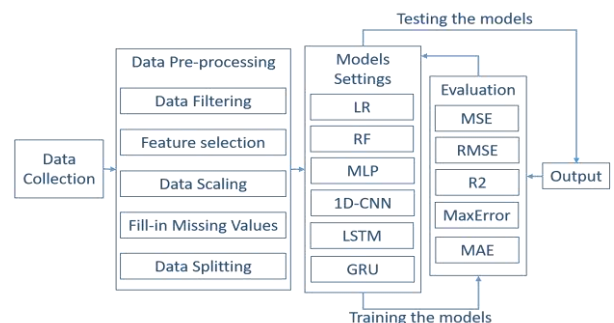 Testing the models
Data
Collection
Data Pre-processing
Data Filtering
Feature selection
Data Scaling
Fill-in Missing Values
Data Splitting
Models
Settings
LR
RF
MLP
1D-CNN
LSTM
GRU
Evaluation
MSE
RMSE
R2
MaxError
MAE
Output
Training the models